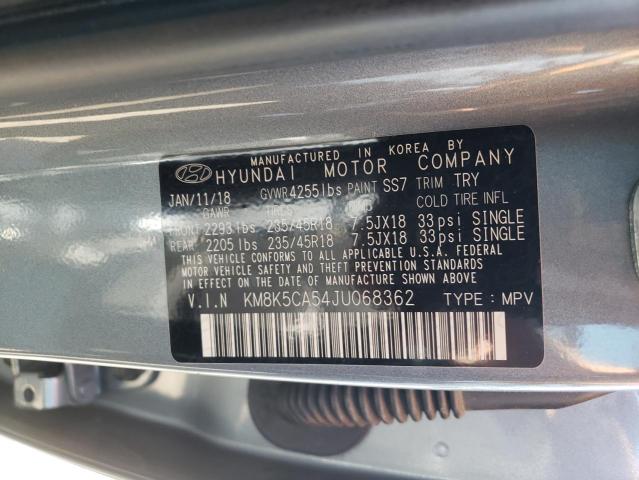 MANUFACTURED IN KOREA BY
HYUNDAI MOTOR COMPANY
JAN/11/18 GVWR 4255lbs PAINT SS7 TRIM TRY
GAWR TIRES RIMS COLD TIRE INFL
FRONT 2293lbs 235/45R18 7.5JX18 33psi SINGLE
REAR 2205lbs 235/45R18 7.5JX18 33psi SINGLE
THIS VEHICLE CONFORMS TO ALL APPLICABLE U.S.A. FEDERAL
MOTOR VEHICLE SAFETY, BUMPER, AND THEFT PREVENTION STANDARDS
IN EFFECT ON THE DATE OF MANUFACTURE SHOWN ABOVE
V.I.N KM8K5CA54JU068362 TYPE: MPV